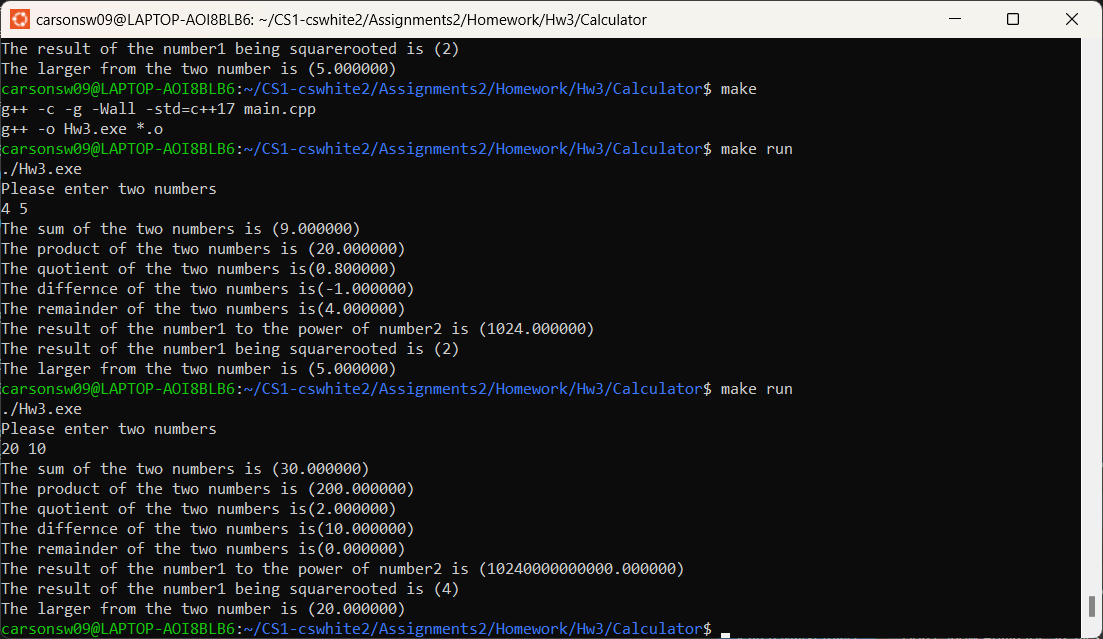 carsonsw09@LAPTOP-AOI8BLB6: ~/CS1-cswhite2/Assignments2/Homework/Hw3/Calculator
The result of the number1 being squarerooted is (2)
The larger from the two number is (5.000000)
carsonsw09@LAPTOP-AOI8BLB6:~/CS1-cswhite2/Assignments2/Homework/Hw3/Calculator$ make
g++ -c -g -Wall -std=c++17 main.cpp
g++ -o Hw3.exe *.o
carsonsw09@LAPTOP-AOI8BLB6:~/CS1-cswhite2/Assignments2/Homework/Hw3/Calculator$ make run
./Hw3.exe
Please enter two numbers
4 5
The sum of the two numbers is (9.000000)
The product of the two numbers is (20.000000)
The quotient of the two numbers is(0.800000)
The differnce of the two numbers is(-1.000000)
The remainder of the two numbers is(4.000000)
The result of the number1 to the power of number2 is (1024.000000)
The result of the number1 being squarerooted is (2)
The larger from the two number is (5.000000)
carsonsw09@LAPTOP-AOI8BLB6:~/CS1-cswhite2/Assignments2/Homework/Hw3/Calculator$ make run
./Hw3.exe
Please enter two numbers
20 10
The sum of the two numbers is (30.000000)
The product of the two numbers is (200.000000)
The quotient of the two numbers is(2.000000)
The differnce of the two numbers is(10.000000)
The remainder of the two numbers is(0.000000)
The result of the number1 to the power of number2 is (10240000000000.000000)
The result of the number1 being squarerooted is (4)
The larger from the two number is (20.000000)
carsonsw09@LAPTOP-AOI8BLB6:~/CS1-cswhite2/Assignments2/Homework/Hw3/Calculator$